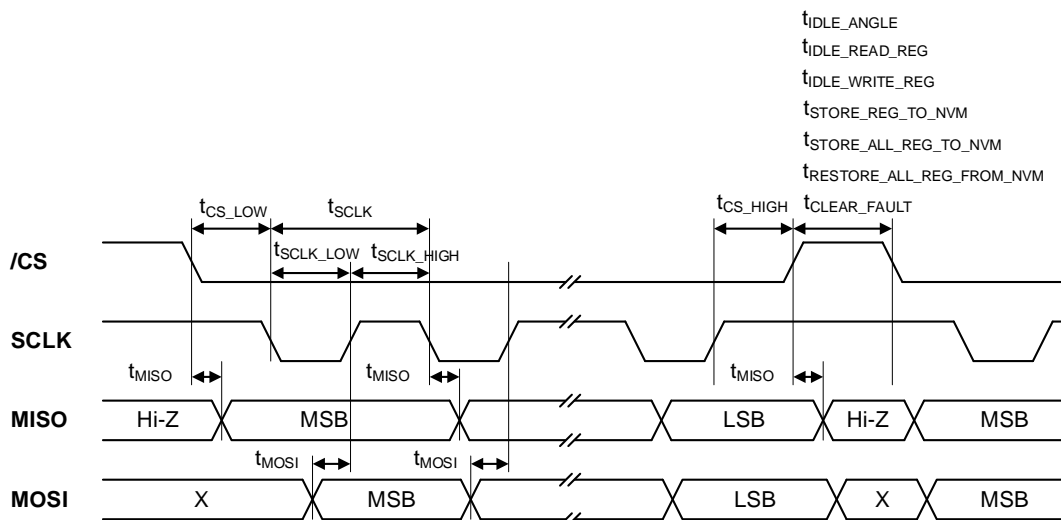 tIDLE_ANGLE
tIDLE_READ_REG
tIDLE_WRITE_REG
tSTORE_REG_TO_NVM
tSTORE_ALL_REG_TO_NVM
tRESTORE_ALL_REG_FROM_NVM
tCS_LOW tSCLK tCS_HIGH tCLEAR_FAULT
tSCLK_LOW tSCLK_HIGH
/CS
SCLK
tMISO tMISO tMISO
MISO Hi-Z MSB LSB Hi-Z MSB
tMOSI tMOSI
MOSI X MSB LSB X MSB